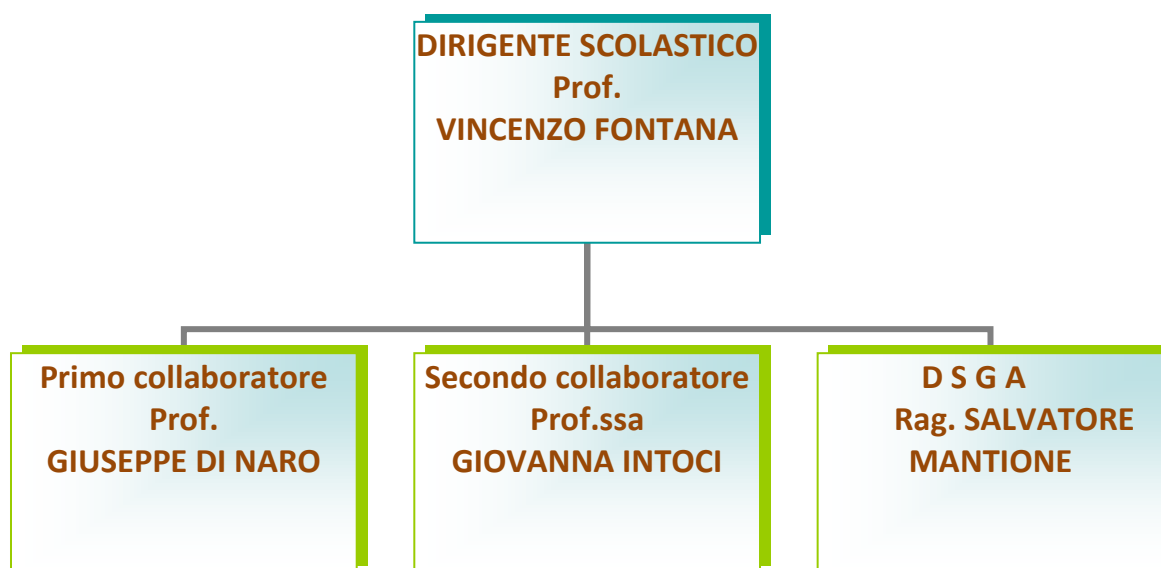 DIRIGENTE SCOLASTICO
Prof.
VINCENZO FONTANA
Primo collaboratore
Prof.
GIUSEPPE DI NARO
Secondo collaboratore
Prof.ssa
GIOVANNA INTOCI
D S G A
Rag. SALVATORE
MANTIONE